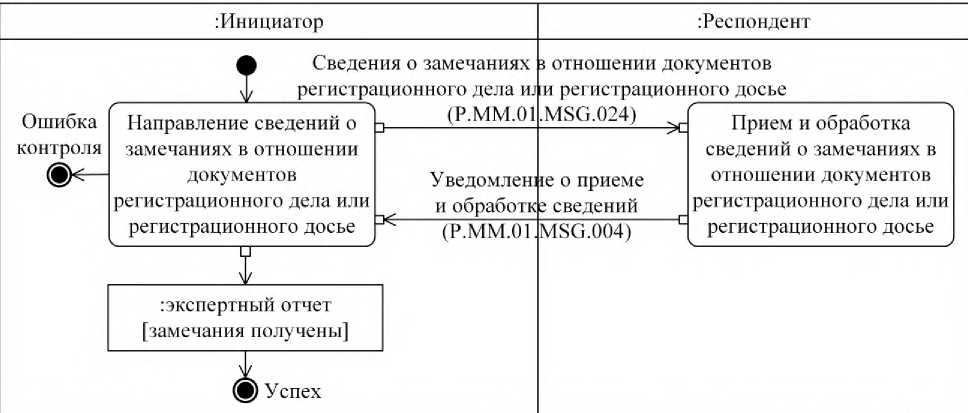 :Инициатор
:Респондент
Сведения о замечаниях в отношении документов
регистрационного дела или регистрационного досье
(P.MM.01.MSG.024)
Ошибка
контроля
Направление сведений о
замечаниях в отношении
документов
регистрационного дела или
регистрационного досье
Прием и обработка
сведений о замечаниях в
отношении документов
регистрационного дела или
регистрационного досье
Уведомление о приеме
и обработке сведений
(P.MM.01.MSG.004)
:экспертный отчет
[замечания получены]
Успех